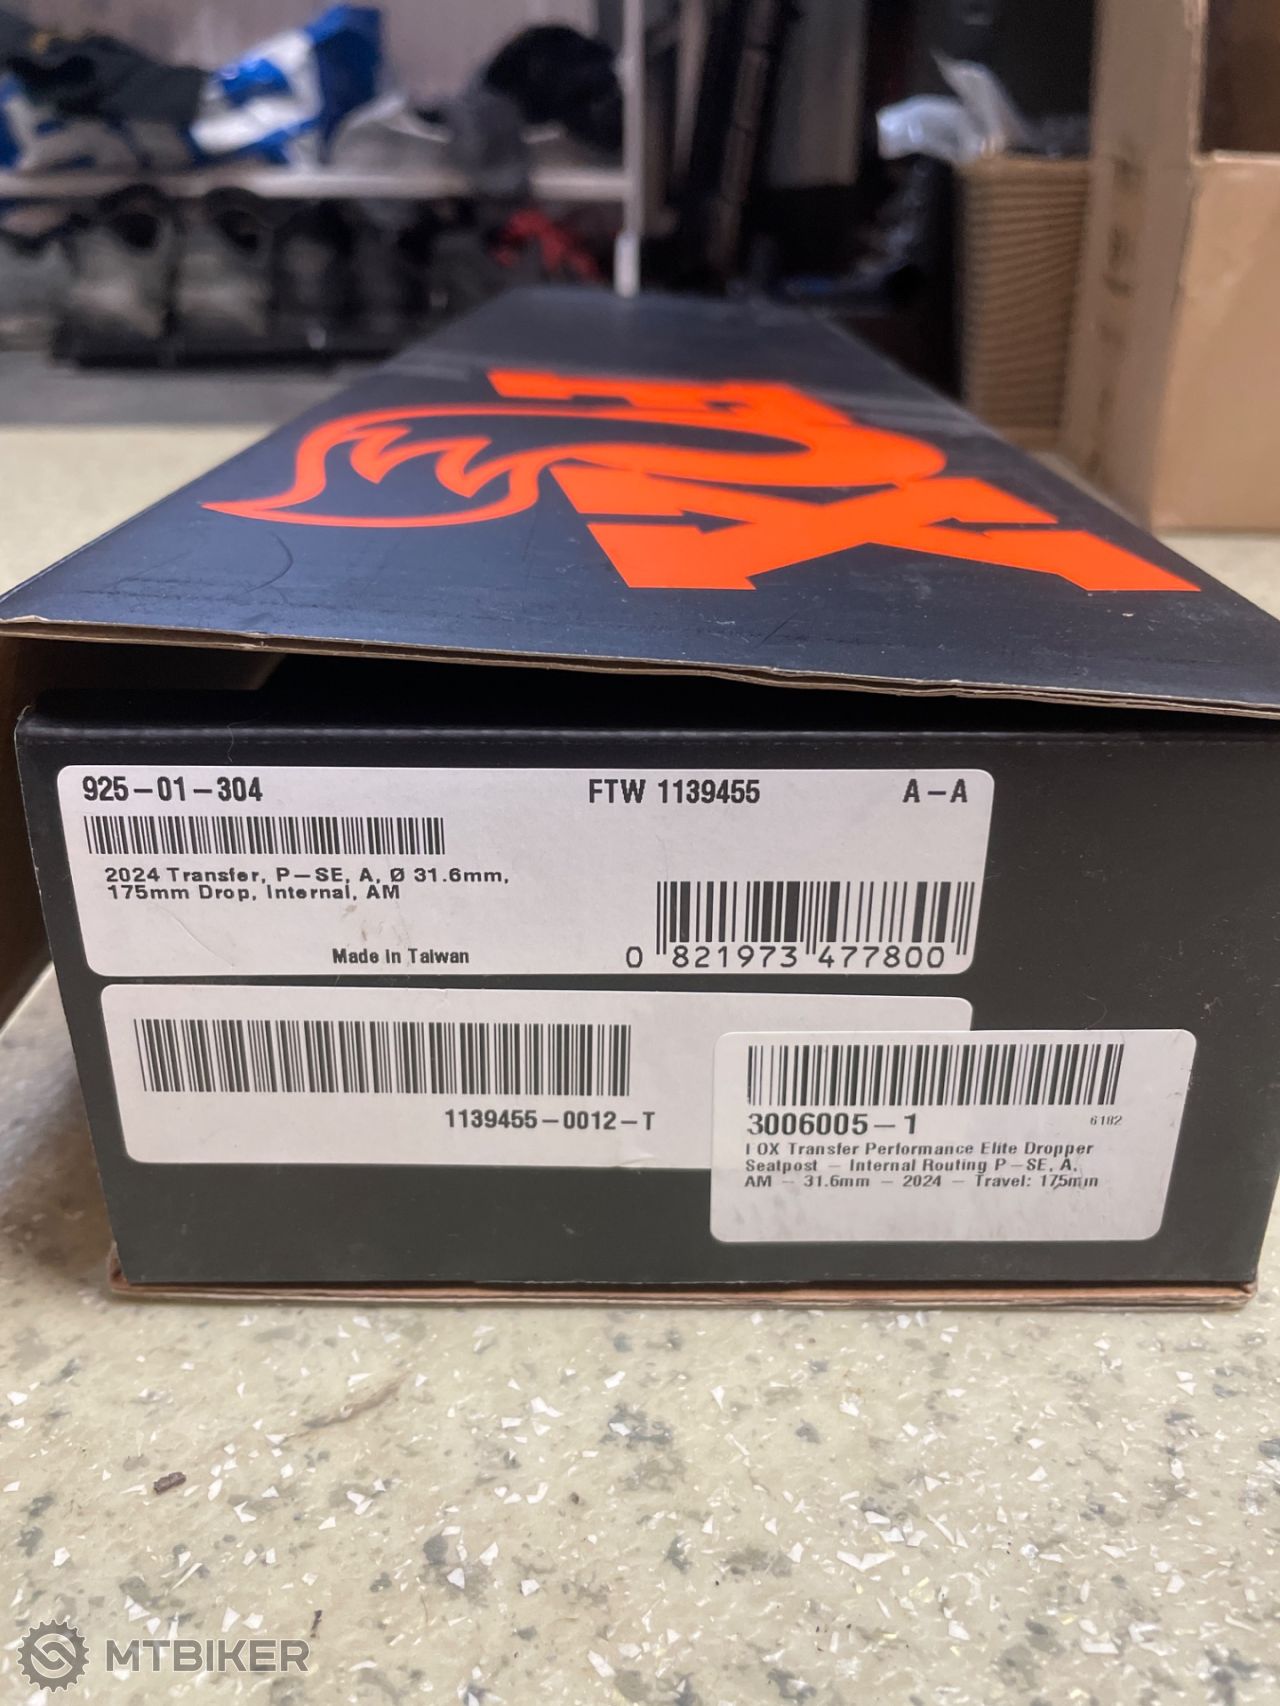 FOX
925-01-304
FTW 1139455
A-A
2024 Transfer, P-SE, A, Ø 31.6mm,
175mm Drop, Internal, AM
Made in Taiwan
0 821973 477800
1139455-0012-T
3006005-1
6182
FOX Transfer Performance Elite Dropper
Seatpost - Internal Routing P-SE, A,
AM - 31.6mm - 2024 - Travel: 175mm
MTBIKER